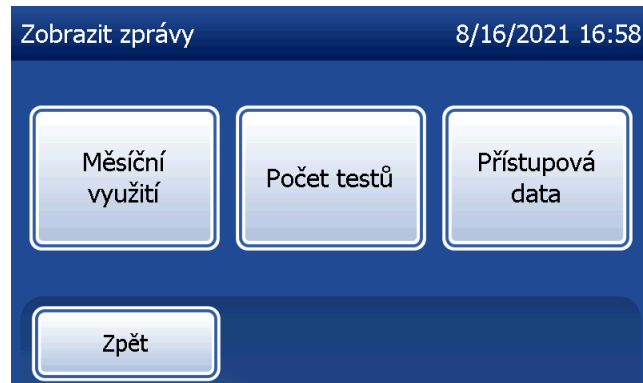 Zobrazit zprávy 8/16/2021 16:58
Měsíční
využití
Počet testů
Přístupová
data
Zpět